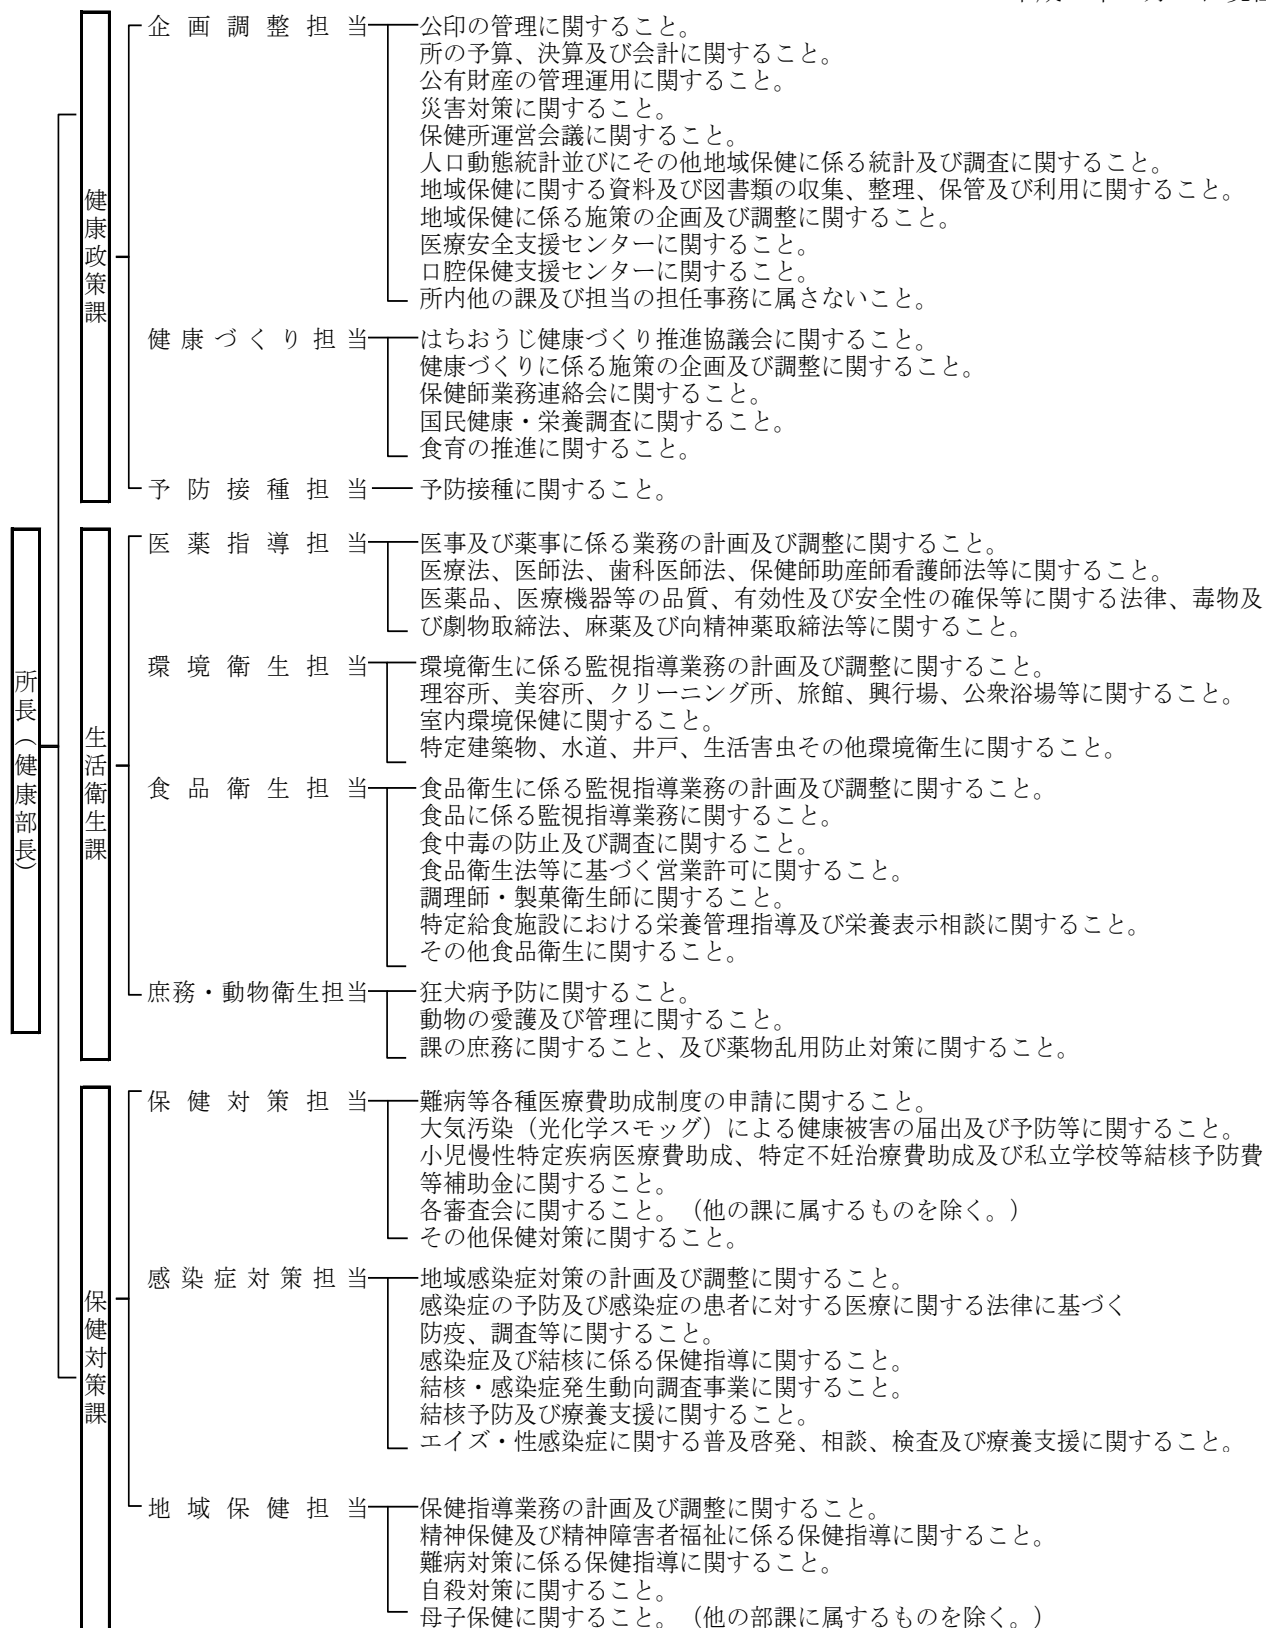 所長（健康部長）
健康政策課
企画調整担当
公印の管理に関すること。
所の予算、決算及び会計に関すること。
公有財産の管理運用に関すること。
災害対策に関すること。
保健所運営会議に関すること。
人口動態統計並びにその他地域保健に係る統計及び調査に関すること。
地域保健に関する資料及び図書類の収集、整理、保管及び利用に関すること。
地域保健に係る施策の企画及び調整に関すること。
医療安全支援センターに関すること。
口腔保健支援センターに関すること。
所内他の課及び担当の担任事務に属さないこと。
健康づくり担当
はちおうじ健康づくり推進協議会に関すること。
健康づくりに係る施策の企画及び調整に関すること。
保健師業務連絡会に関すること。
国民健康・栄養調査に関すること。
食育の推進に関すること。
予防接種担当
予防接種に関すること。
生活衛生課
医薬指導担当
医事及び薬事に係る業務の計画及び調整に関すること。
医療法、医師法、歯科医師法、保健師助産師看護師法等に関すること。
医薬品、医療機器等の品質、有効性及び安全性の確保等に関する法律、毒物及
び劇物取締法、麻薬及び向精神薬取締法等に関すること。
環境衛生担当
環境衛生に係る監視指導業務の計画及び調整に関すること。
理容所、美容所、クリーニング所、旅館、興行場、公衆浴場等に関すること。
室内環境保健に関すること。
特定建築物、水道、井戸、生活害虫その他環境衛生に関すること。
食品衛生担当
食品衛生に係る監視指導業務の計画及び調整に関すること。
食品に係る監視指導業務に関すること。
食中毒の防止及び調査に関すること。
食品衛生法等に基づく営業許可に関すること。
調理師・製菓衛生師に関すること。
特定給食施設における栄養管理指導及び栄養表示相談に関すること。
その他食品衛生に関すること。
庶務・動物衛生担当
狂犬病予防に関すること。
動物の愛護及び管理に関すること。
課の庶務に関すること、及び薬物乱用防止対策に関すること。
保健対策課
保健対策担当
難病等各種医療費助成制度の申請に関すること。
大気汚染（光化学スモッグ）による健康被害の届出及び予防等に関すること。
小児慢性特定疾病医療費助成、特定不妊治療費助成及び私立学校等結核予防費
等補助金に関すること。
各審査会に関すること。（他の課に属するものを除く。）
その他保健対策に関すること。
感染症対策担当
地域感染症対策の計画及び調整に関すること。
感染症の予防及び感染症の患者に対する医療に関する法律に基づく
防疫、調査等に関すること。
感染症及び結核に係る保健指導に関すること。
結核・感染症発生動向調査事業に関すること。
結核予防及び療養支援に関すること。
エイズ・性感染症に関する普及啓発、相談、検査及び療養支援に関すること。
地域保健担当
保健指導業務の計画及び調整に関すること。
精神保健及び精神障害者福祉に係る保健指導に関すること。
難病対策に係る保健指導に関すること。
自殺対策に関すること。
母子保健に関すること。（他の部課に属するものを除く。）